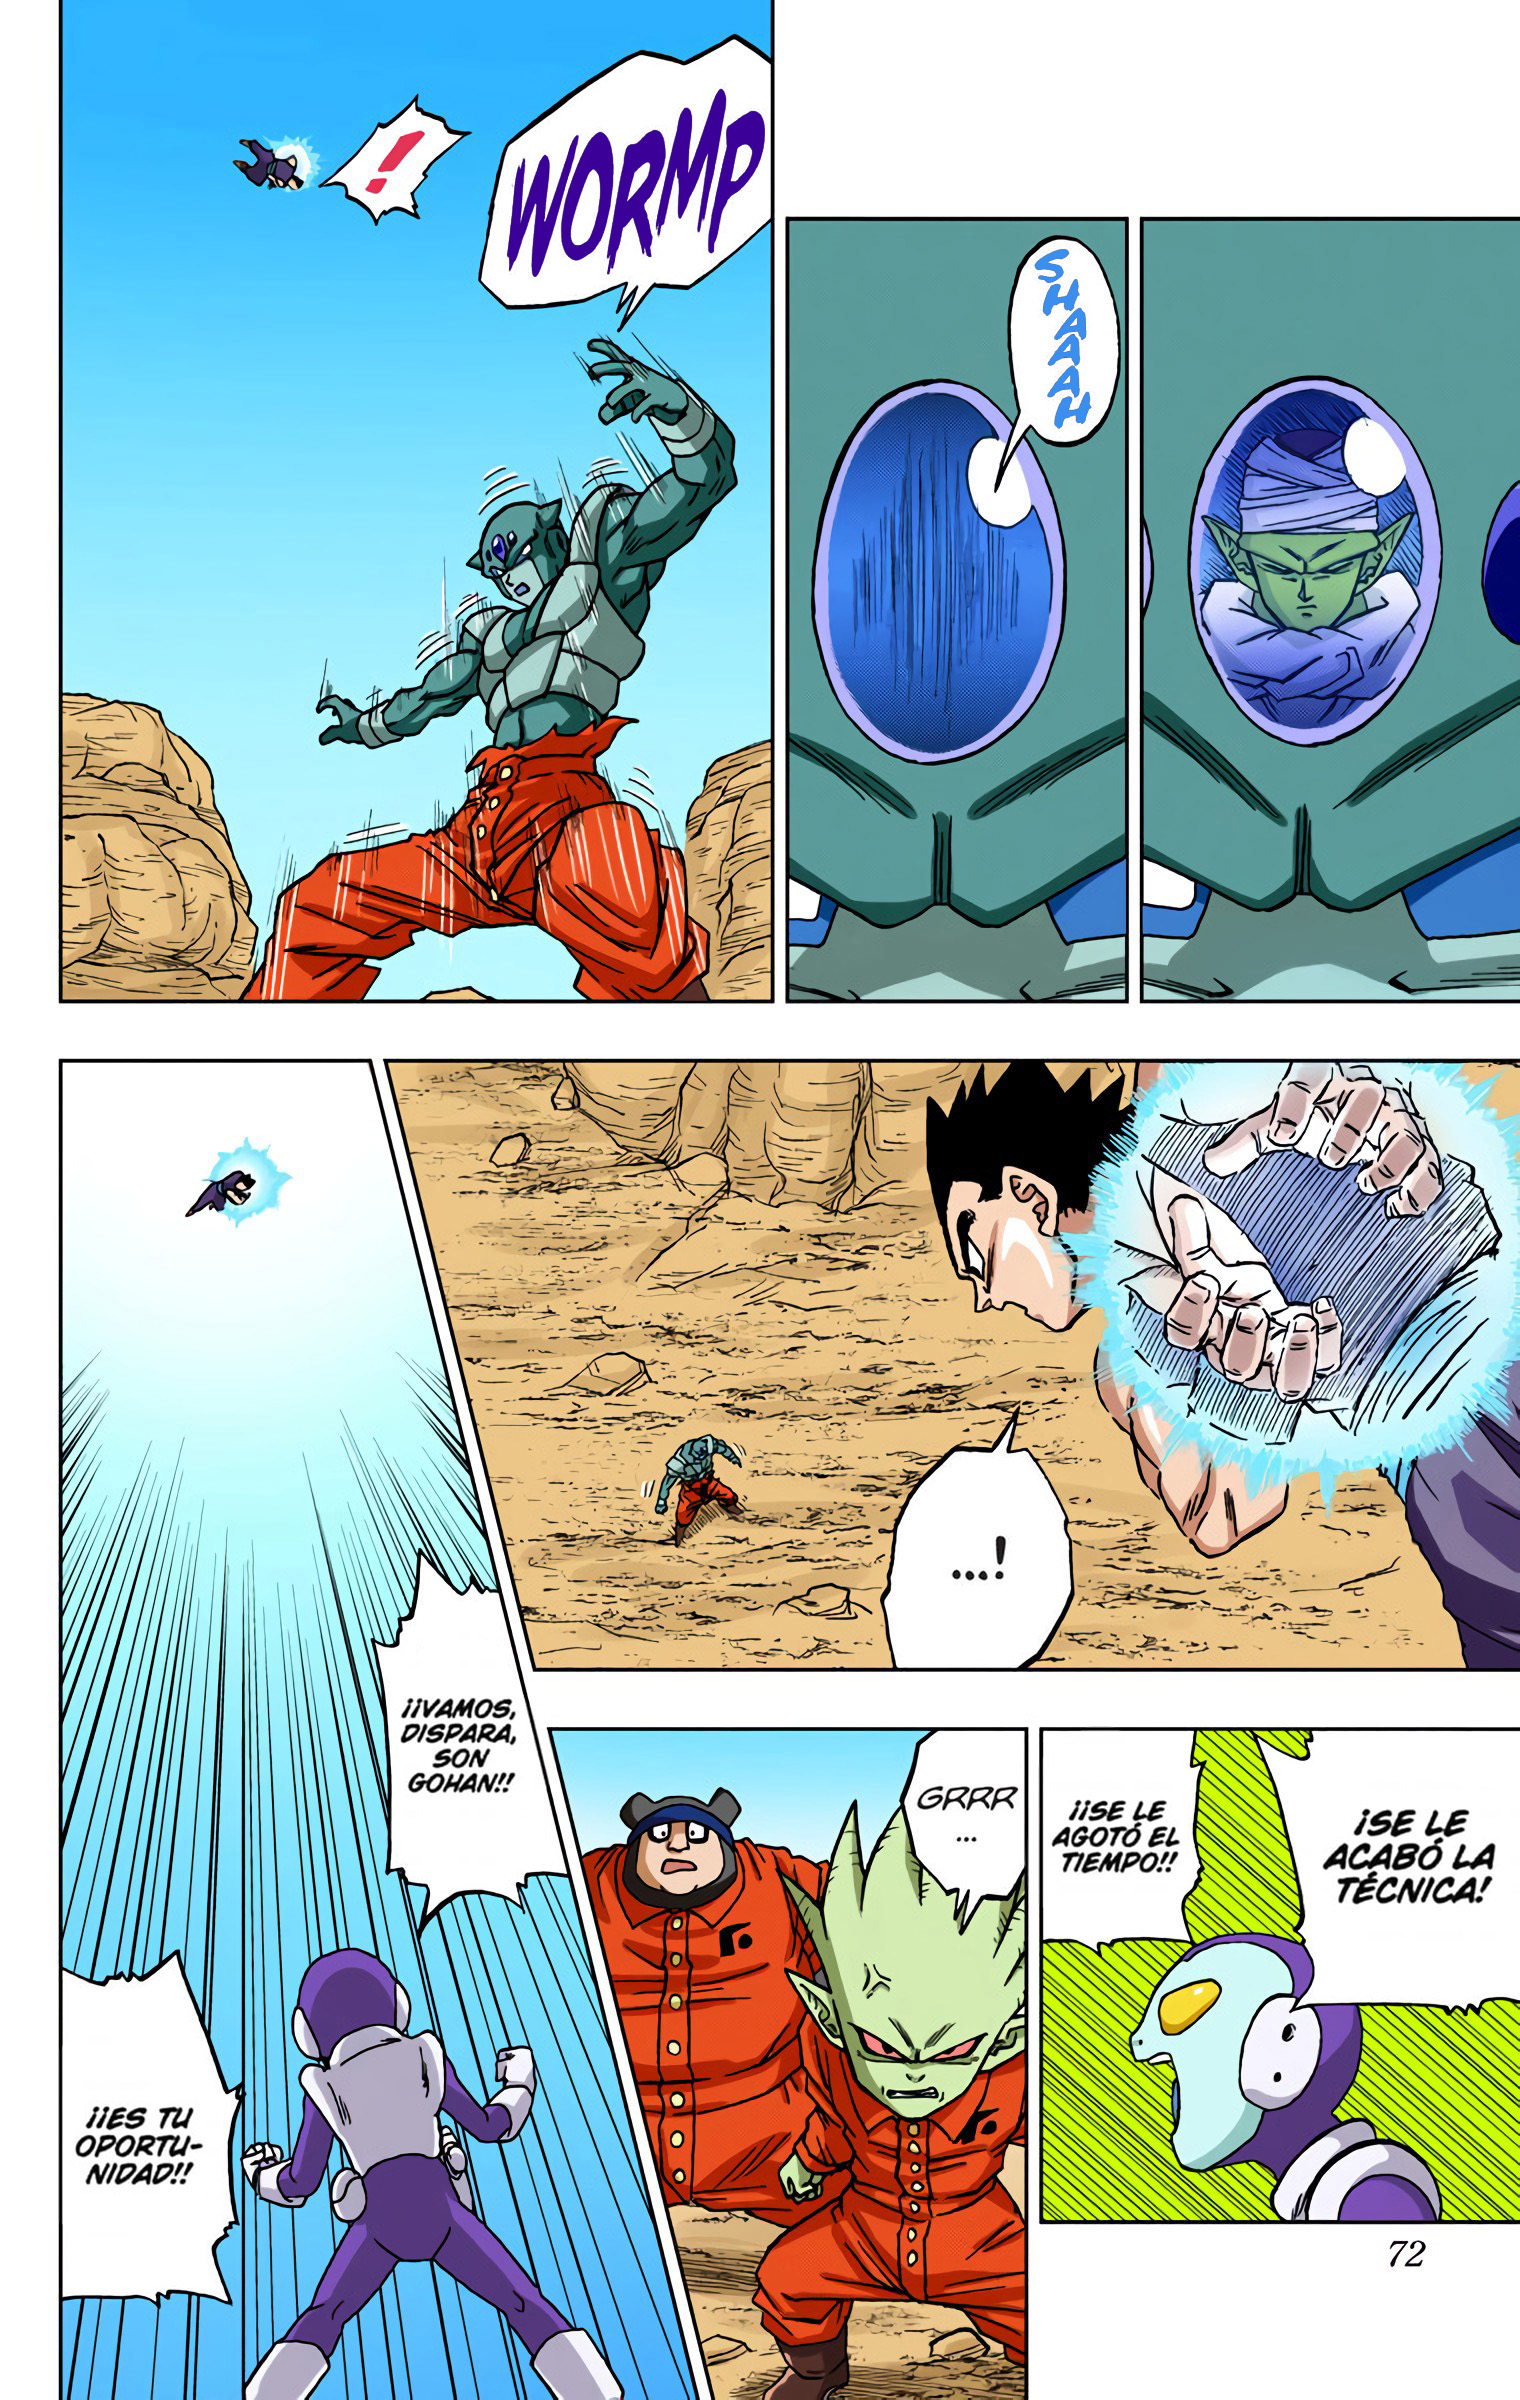 SHAAAH
WORMP
!
....!
¡SE LE
ACABÓ LA
TÉCNICA!
¡¡SE LE
AGOTÓ EL
TIEMPO!!
GRRR
...
¡¡VAMOS,
DISPARA,
SON
GOHAN!!
¡¡ES TU
OPORTU-
NIDAD!!
72